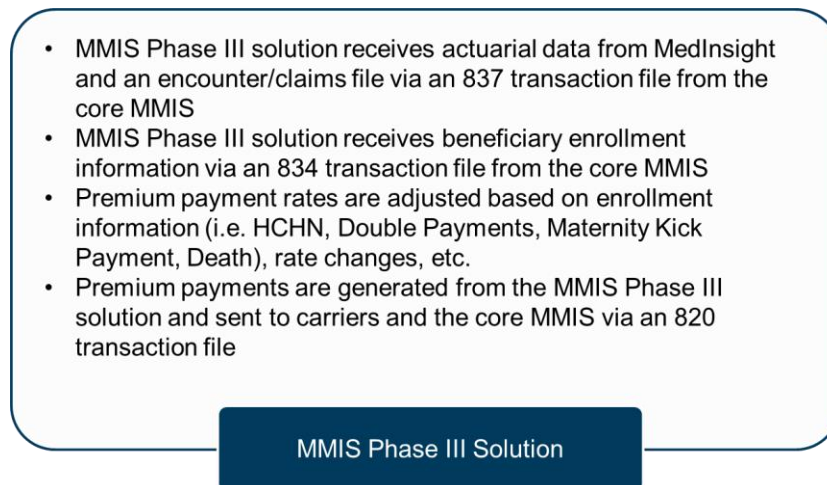 • MMIS Phase III solution receives actuarial data from MedInsight
and an encounter/claims file via an 837 transaction file from the
core MMIS
• MMIS Phase III solution receives beneficiary enrollment
information via an 834 transaction file from the core MMIS
• Premium payment rates are adjusted based on enrollment
information (i.e. HCHN, Double Payments, Maternity Kick
Payment, Death), rate changes, etc.
• Premium payments are generated from the MMIS Phase III
solution and sent to carriers and the core MMIS via an 820
transaction file
MMIS Phase III Solution